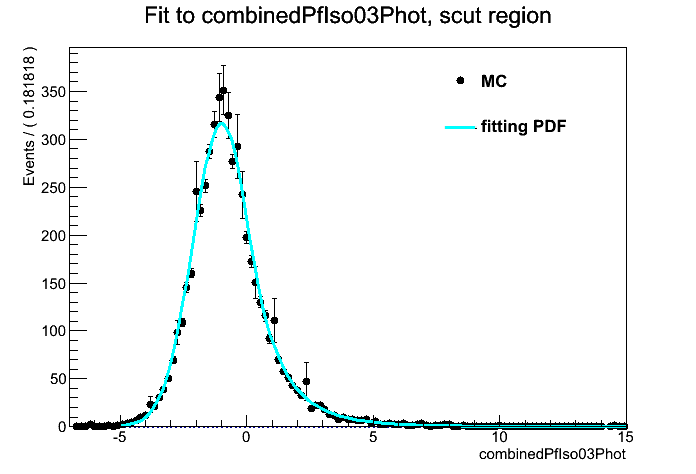 Fit to combinedPfIso03Phot, scut region
Events / ( 0.181818 )
350
300
250
200
150
100
50
0
MC
fitting PDF
-5 0 5 10 15
combinedPfIso03Phot